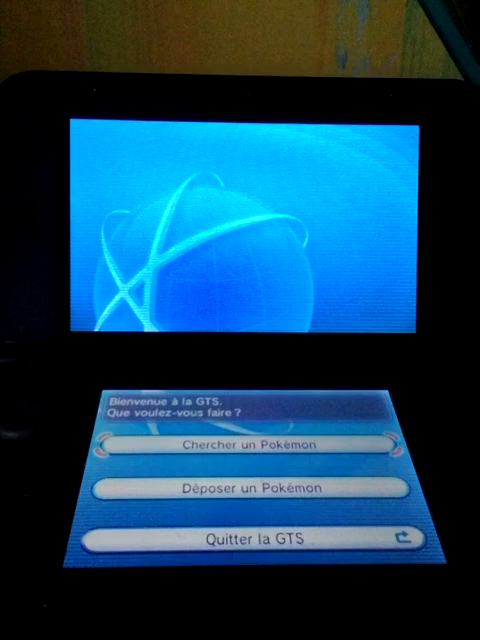 Bienvenue à la GTS.
Que voulez-vous faire ?
Chercher un Pokémon
Déposer un Pokémon
Quitter la GTS